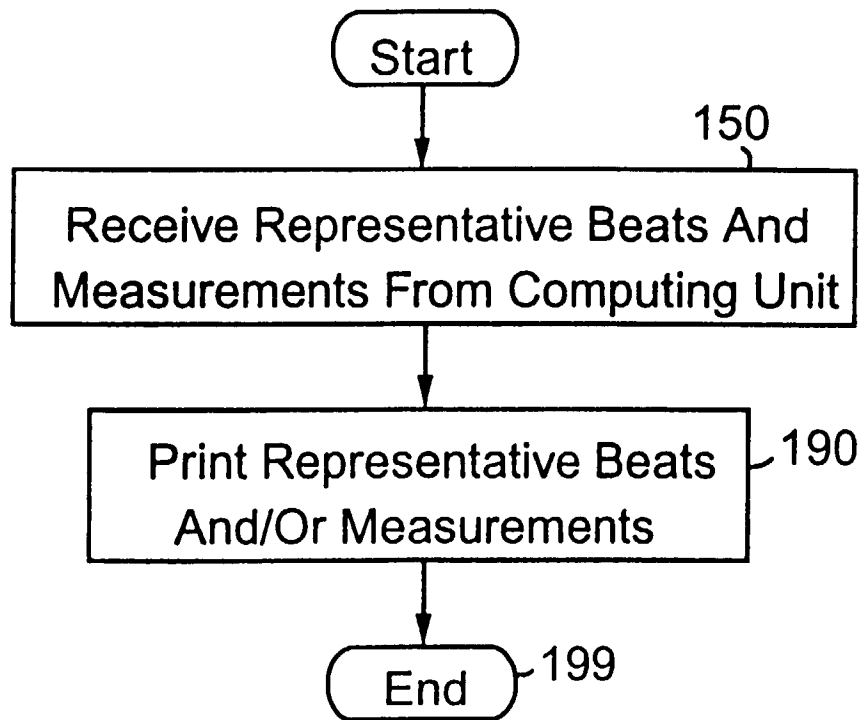 Start
150
Receive Representative Beats And
Measurements From Computing Unit
Print Representative Beats
And/Or Measurements
190
End
199